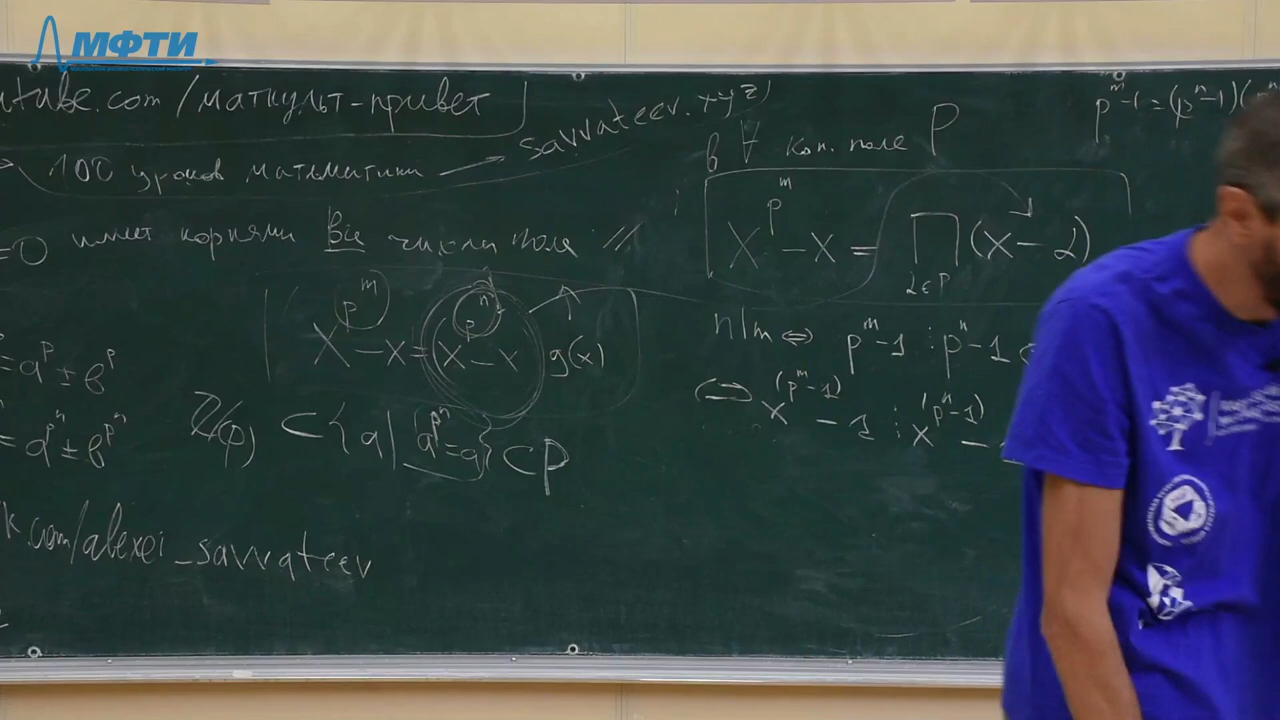 МФТИ
utube.com/маткульт-привет
savvateev.xyz)
100 уроков математики
=0 имеет корнями все числа поля //
X^{p^m} - x = (x^{p^n} - x) g(x)
= a^p ± b^p
= a^{p^n} ± b^{p^n}
Z/(p) ⊂ {a | a^{p^n} = a} ⊂ P
k.com/alexei_savvateev
p^m-1=(p^n-1)(
в ∀ кон. поле P
X^{p^m} - X = ∏_{α∈P} (X - α)
n|m ⇔ p^m-1 ⋮ p^n-1
⇔ x^{(p^m-1)} - 1 ⋮ x^{(p^n-1)} -